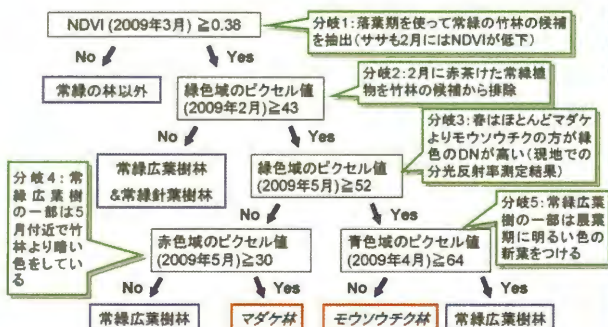 NDVI (2009年3月) ≧0.38
分岐1：落葉期を使って常緑の竹林の候補
を抽出（ササも2月にはNDVIが低下）
No
Yes
常緑の林以外
緑色域のピクセル値
(2009年2月)≧43
分岐2：2月に赤茶けた常緑植
物を竹林の候補から排除
No
Yes
分岐3：春はほとんどマダケ
よりモウソウチクの方が緑
色のDNが高い（現地での
分光反射率測定結果）
常緑広葉樹林
&常緑針葉樹林
緑色域のピクセル値
(2009年5月)≧52
分岐4：常
緑広葉樹
の一部は5
月付近で竹
林より暗い
色をしてい
る
No
Yes
分岐5：常緑広葉
樹の一部は展葉
期に明るい色の
新葉をつける
赤色域のピクセル値
(2009年5月)≧30
青色域のピクセル値
(2009年4月)≧64
No
Yes
No
Yes
常緑広葉樹林
マダケ林
モウソウチク林
常緑広葉樹林